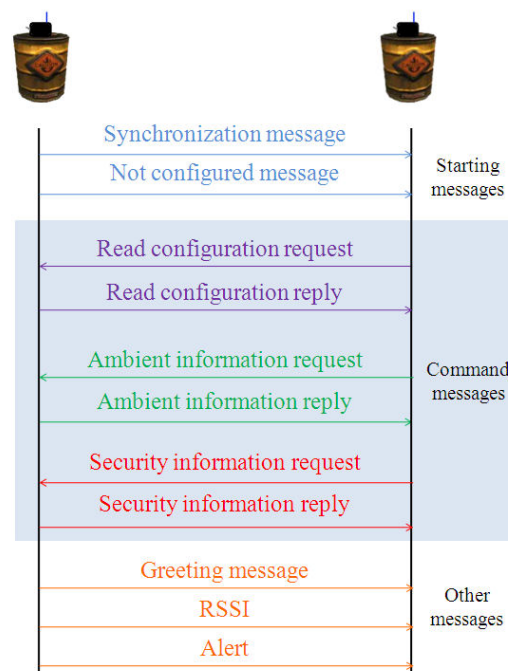 Synchronization message
Not configured message
Starting
messages
Read configuration request
Read configuration reply
Ambient information request
Ambient information reply
Command
messages
Security information request
Security information reply
Greeting message
RSSI
Alert
Other
messages